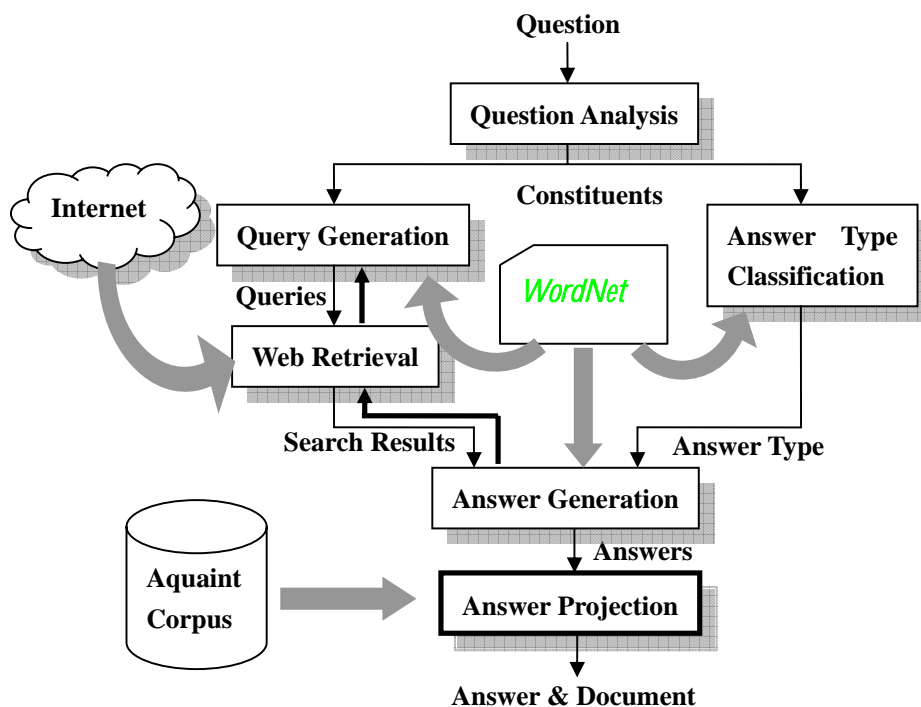 Question
Question Analysis
Constituents
Internet
Query Generation
Answer Type
Classification
WordNet
Queries
Web Retrieval
Search Results
Answer Type
Answer Generation
Answers
Aquaint
Corpus
Answer Projection
Answer & Document